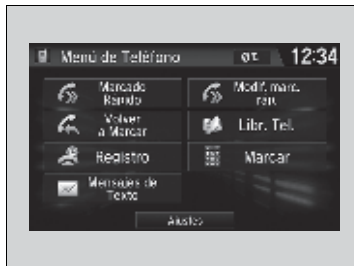 Menú de Teléfono
12:34
Marcado
Rápido
Modif. marc.
ráp.
Volver
a Marcar
Libr. Tel.
Registro
Marcar
Mensajes de
Texto
Ajustes